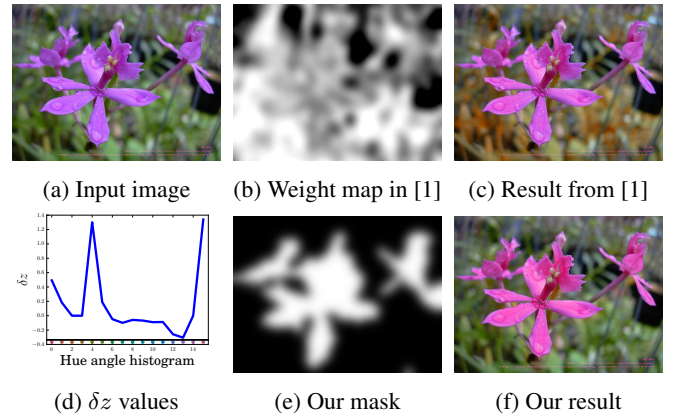 (a) Input image (b) Weight map in [1] (c) Result from [1]
1.4
1.2
1.0
0.8
0.6
0.4
0.2
0.0
−0.2
−0.4
δz
0 2 4 6 8 10 12 14
Hue angle histogram
(d) δz values (e) Our mask (f) Our result